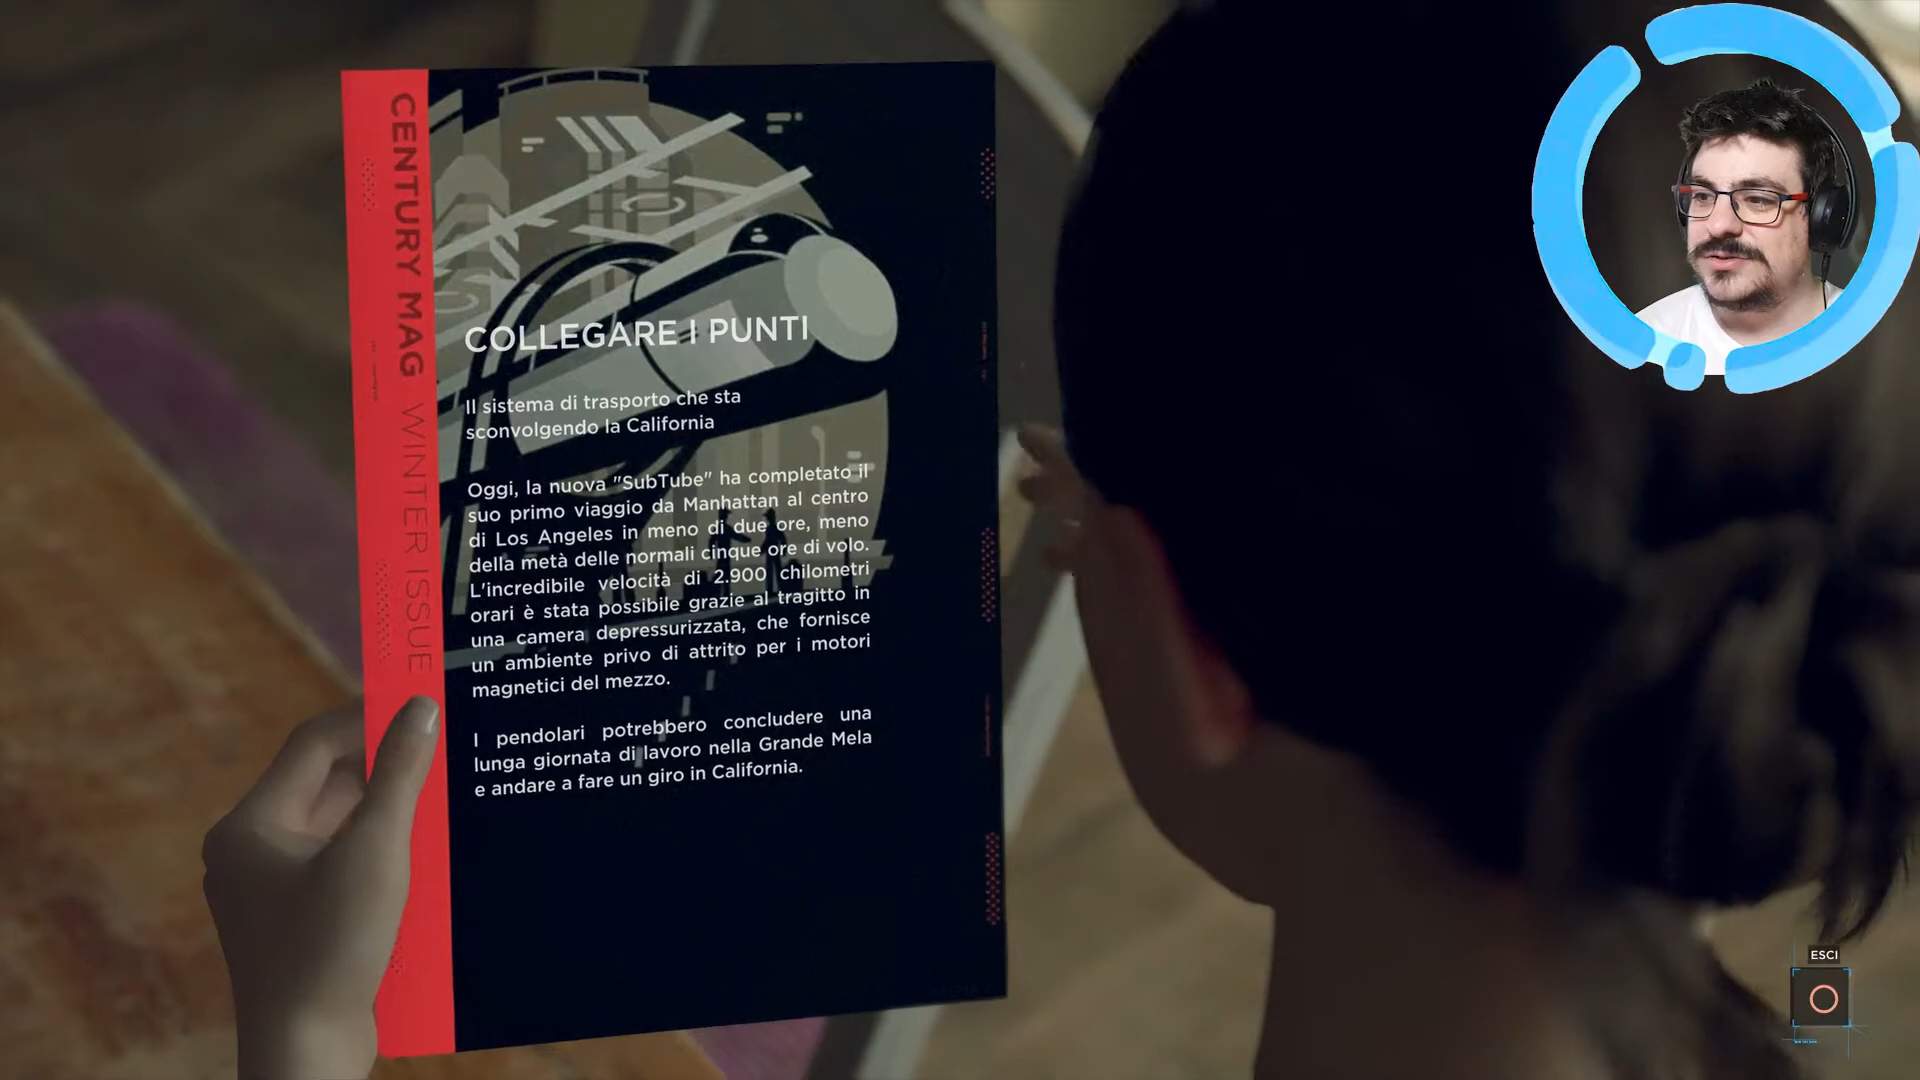 CENTURY MAG WINTER ISSUE
COLLEGARE I PUNTI
Il sistema di trasporto che sta
sconvolgendo la California
Oggi, la nuova "SubTube" ha completato il
suo primo viaggio da Manhattan al centro
di Los Angeles in meno di due ore, meno
della metà delle normali cinque ore di volo.
L'incredibile velocità di 2.900 chilometri
orari è stata possibile grazie al tragitto in
una camera depressurizzata, che fornisce
un ambiente privo di attrito per i motori
magnetici del mezzo.
I pendolari potrebbero concludere una
lunga giornata di lavoro nella Grande Mela
e andare a fare un giro in California.
ESCI